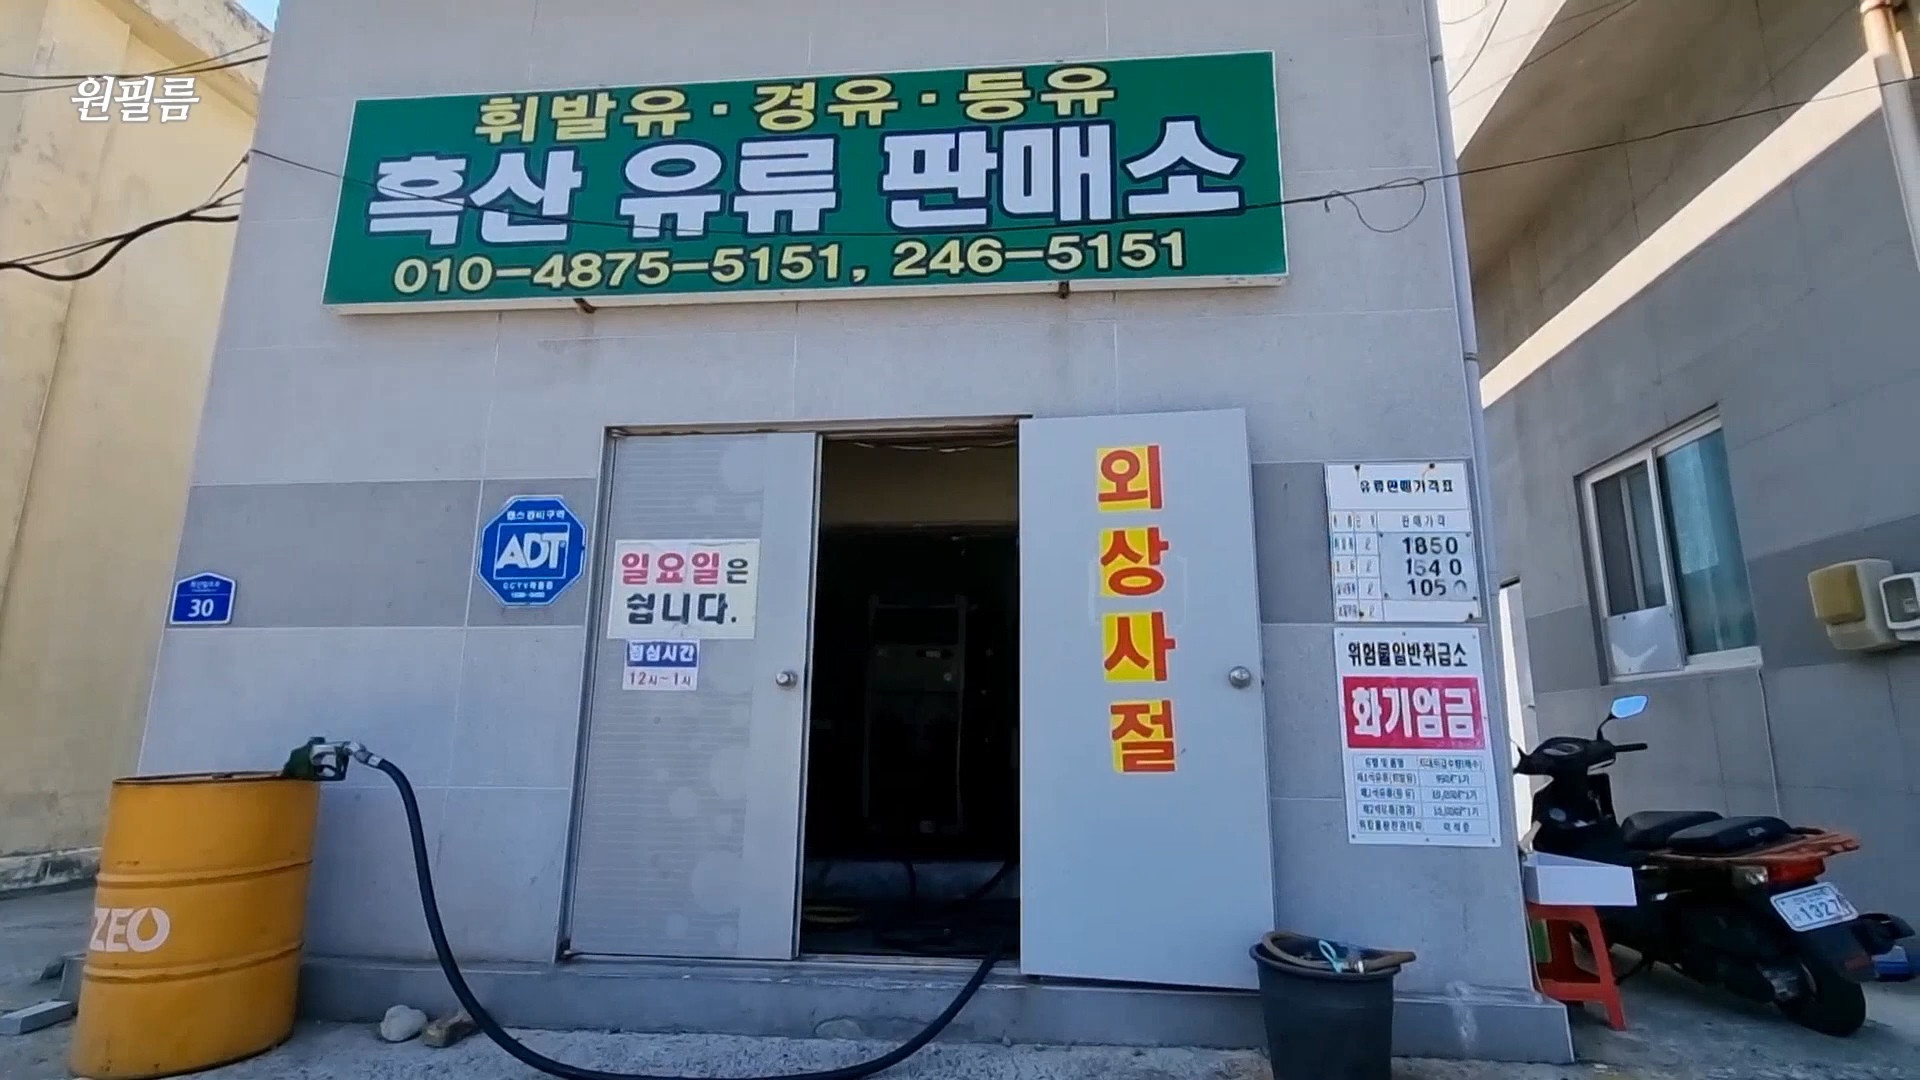 원필름
휘발유·경유·등유
흑산 유류 판매소
010-4875-5151, 246-5151
ADT
30
일요일은
쉽니다.
점심시간
12시~1시
외상사절
유류판매가격표
판매가격
1850
1540
1050
위험물일반취급소
화기엄금
ZEO
1327